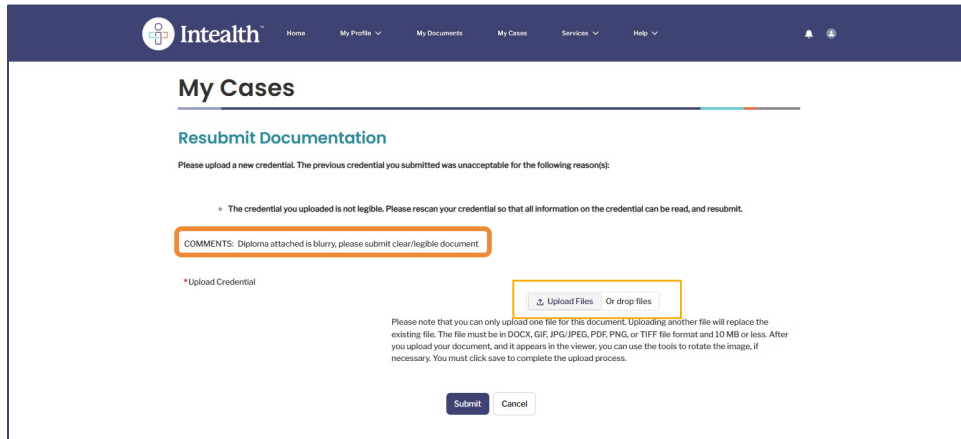 Intealth™ Home My Profile My Documents My Cases Services Help
My Cases
Resubmit Documentation
Please upload a new credential. The previous credential you submitted was unacceptable for the following reason(s):
The credential you uploaded is not legible. Please rescan your credential so that all information on the credential can be read, and resubmit.
COMMENTS: Diploma attached is blurry, please submit clear/legible document
*Upload Credential
Upload Files Or drop files
Please note that you can only upload one file for this document. Uploading another file will replace the
existing file. The file must be in DOCX, GIF, JPG/JPEG, PDF, PNG, or TIFF file format and 10 MB or less. After
you upload your document, and it appears in the viewer, you can use the tools to rotate the image, if
necessary. You must click save to complete the upload process.
Submit Cancel